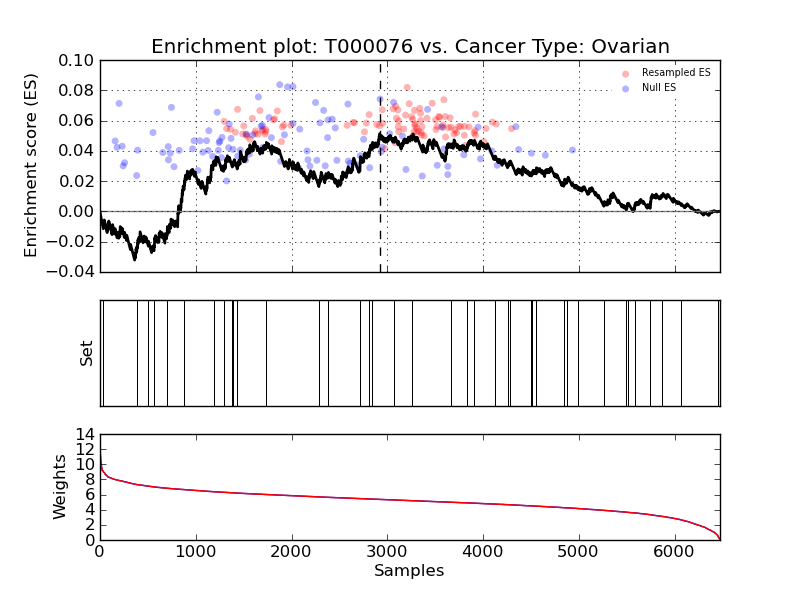 Enrichment plot: T000076 vs. Cancer Type: Ovarian
Enrichment score (ES)
0.10
0.08
0.06
0.04
0.02
0.00
−0.02
−0.04
Resampled ES
Null ES
Set
Weights
14
12
10
8
6
4
2
0
0 1000 2000 3000 4000 5000 6000
Samples